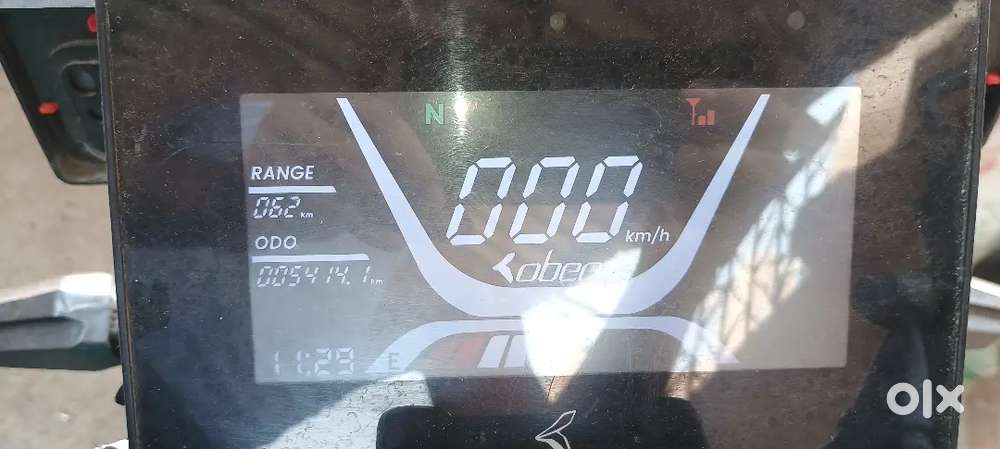 N
RANGE
062 km
000 km/h
ODO
005414.1 km
11:29
E
olx